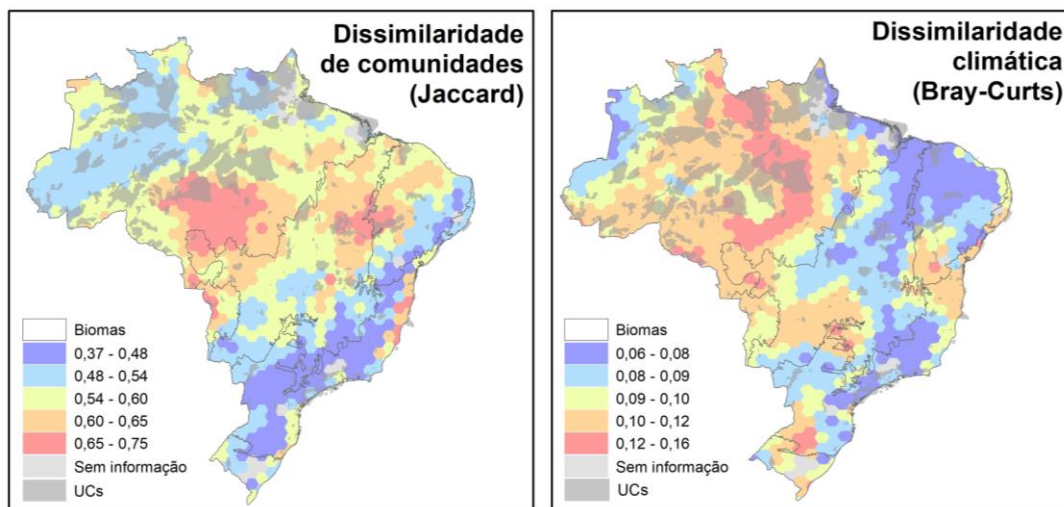 Dissimilaridade
de comunidades
(Jaccard)
Biomas
0,37 - 0,48
0,48 - 0,54
0,54 - 0,60
0,60 - 0,65
0,65 - 0,75
Sem informação
UCs
Dissimilaridade
climática
(Bray-Curts)
Biomas
0,06 - 0,08
0,08 - 0,09
0,09 - 0,10
0,10 - 0,12
0,12 - 0,16
Sem informação
UCs